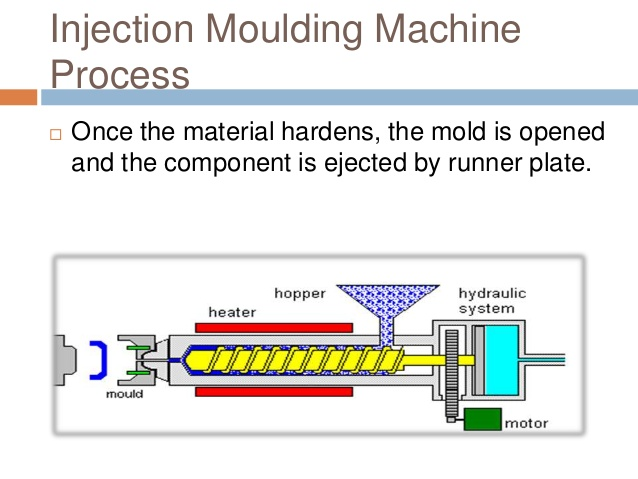 Injection Moulding Machine
Process
Once the material hardens, the mold is opened
and the component is ejected by runner plate.
hopper
hydraulic
system
heater
mould
motor